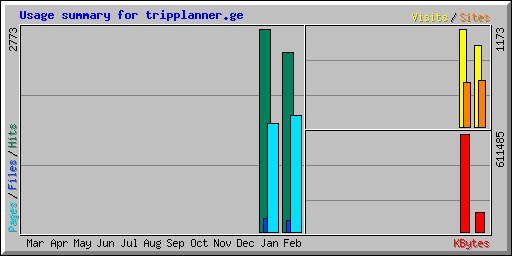 Usage summary for tripplanner.ge
Visits / Sites
2773
1173
Pages / Files / Hits
611485
Mar Apr May Jun Jul Aug Sep Oct Nov Dec Jan Feb
KBytes